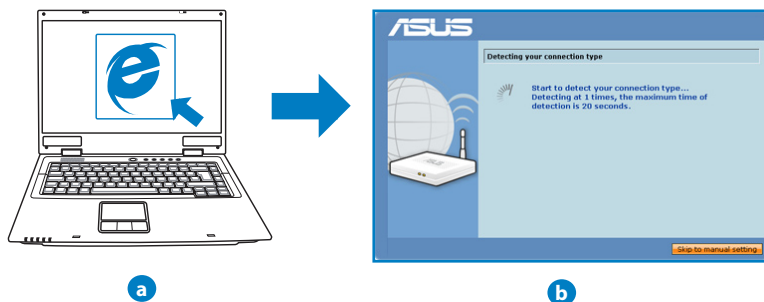 ASUS
Detecting your connection type
Start to detect your connection type...
Detecting at 1 times, the maximum time of
detection is 20 seconds.
ASUS
Skip to manual setting
a
b